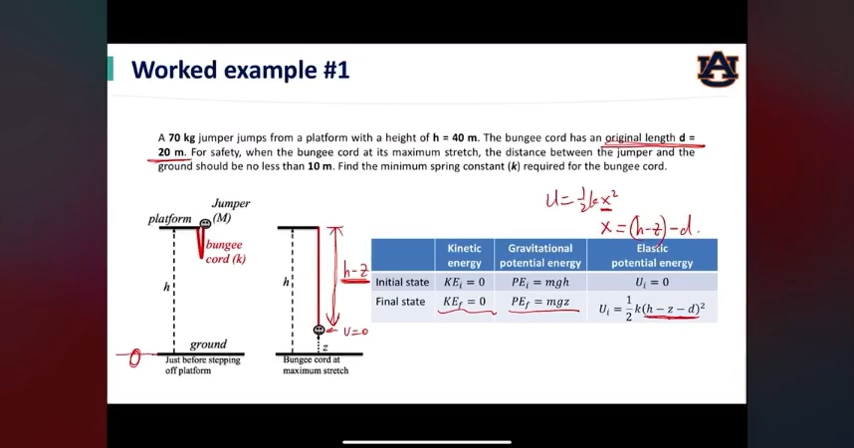 Worked example #1
AU
A 70 kg jumper jumps from a platform with a height of h = 40 m. The bungee cord has an original length d =
20 m. For safety, when the bungee cord at its maximum stretch, the distance between the jumper and the
ground should be no less than 10 m. Find the minimum spring constant (k) required for the bungee cord.
U = 1/2 k x²
x = (h-z)-d.
Jumper
platform (M)
bungee
cord (k)
h
ground
0
Just before stepping
off platform
h
h-z
U=0
z
Bungee cord at
maximum stretch
Kinetic energy Gravitational potential energy Elastic potential energy
Initial state KEᵢ = 0 PEᵢ = mgh Uᵢ = 0
Final state KE_f = 0 PE_f = mgz Uᵢ = 1/2 k(h − z − d)²